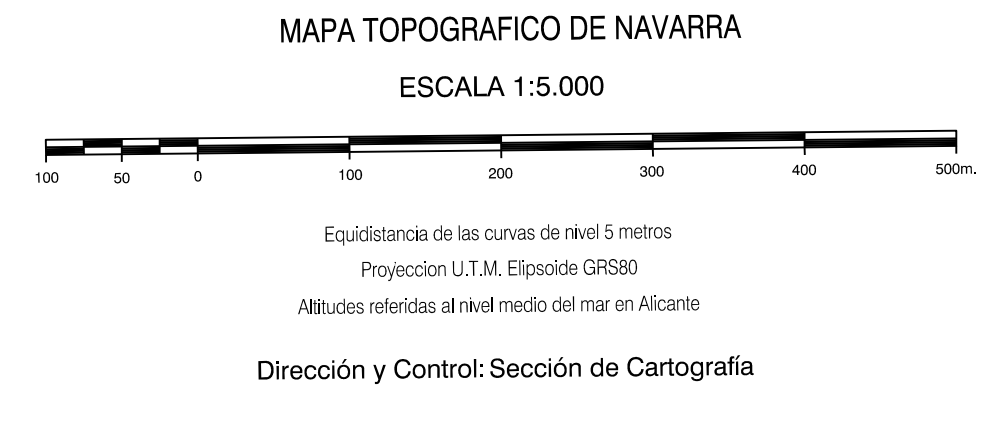 MAPA TOPOGRAFICO DE NAVARRA
ESCALA 1:5.000
100 50 0 100 200 300 400 500m.
Equidistancia de las curvas de nivel 5 metros
Proyeccion U.T.M. Elipsoide GRS80
Altitudes referidas al nivel medio del mar en Alicante
Dirección y Control: Sección de Cartografía